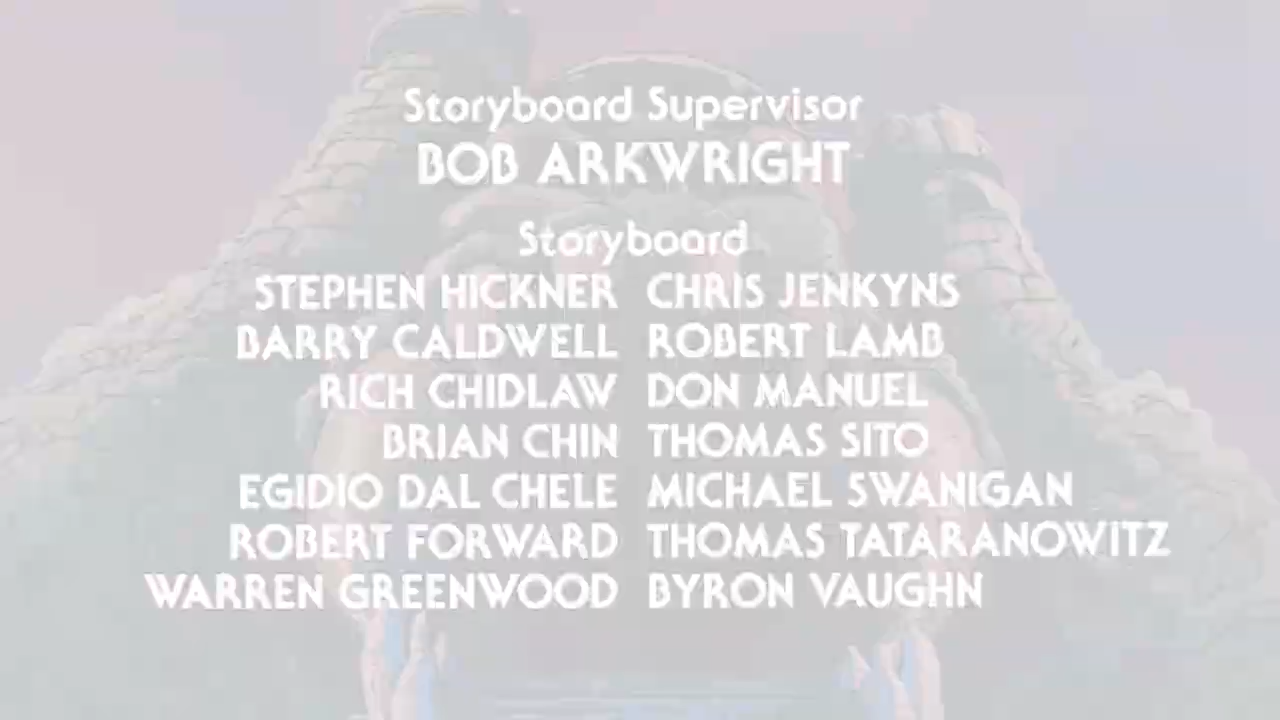 Storyboard Supervisor
BOB ARKWRIGHT
Storyboard
STEPHEN HICKNER CHRIS JENKYNS
BARRY CALDWELL ROBERT LAMB
RICH CHIDLAW DON MANUEL
BRIAN CHIN THOMAS SITO
EGIDIO DAL CHELE MICHAEL SWANIGAN
ROBERT FORWARD THOMAS TATARANOWITZ
WARREN GREENWOOD BYRON VAUGHN